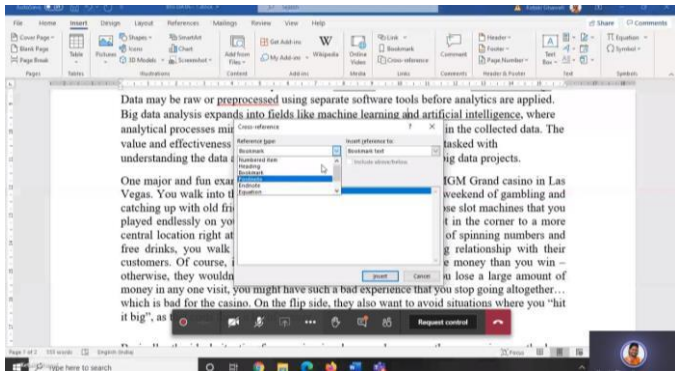 File Home Insert Design Layout References Mailings Review View Help Share Comments
Cover Page Shapes SmartArt Get Add-ins Link Header Equation
Blank Page Table Pictures Icons Chart Add from Files My Add-ins Wikipedia Online Video Bookmark Comment Footer Text Box Symbol
Page Break 3D Models Screenshot Cross-reference Page Number
Pages Tables Illustrations Content Add-ins Media Links Comments Header & Footer Text Symbols
Data may be raw or preprocessed using separate software tools before analytics are applied.
Big data analysis expands into fields like machine learning and artificial intelligence, where
analytical processes Cross-reference ? in the collected data. The
value and effectiveness Reference type: Insert reference to: tasked with
understanding the data Bookmark Bookmark text big data projects.
Numbered item Include above/below
Heading
Bookmark
Footnote
Endnote
Equation
One major and fun MGM Grand casino in Las
Vegas. You walk into weekend of gambling and
catching up with old slot machines that you
played endlessly on in the corner to a more
central location right at of spinning numbers and
free drinks, you walk relationship with their
customers. Of course, money than you win –
otherwise, they Insert Cancel you lose a large amount of
money in any one visit, you might have such a bad experience that you stop going altogether…
which is bad for the casino. On the flip side, they also want to avoid situations where you “hit
it big”, as Request control
Page 1 of 2 English (India) Focus
Type here to search